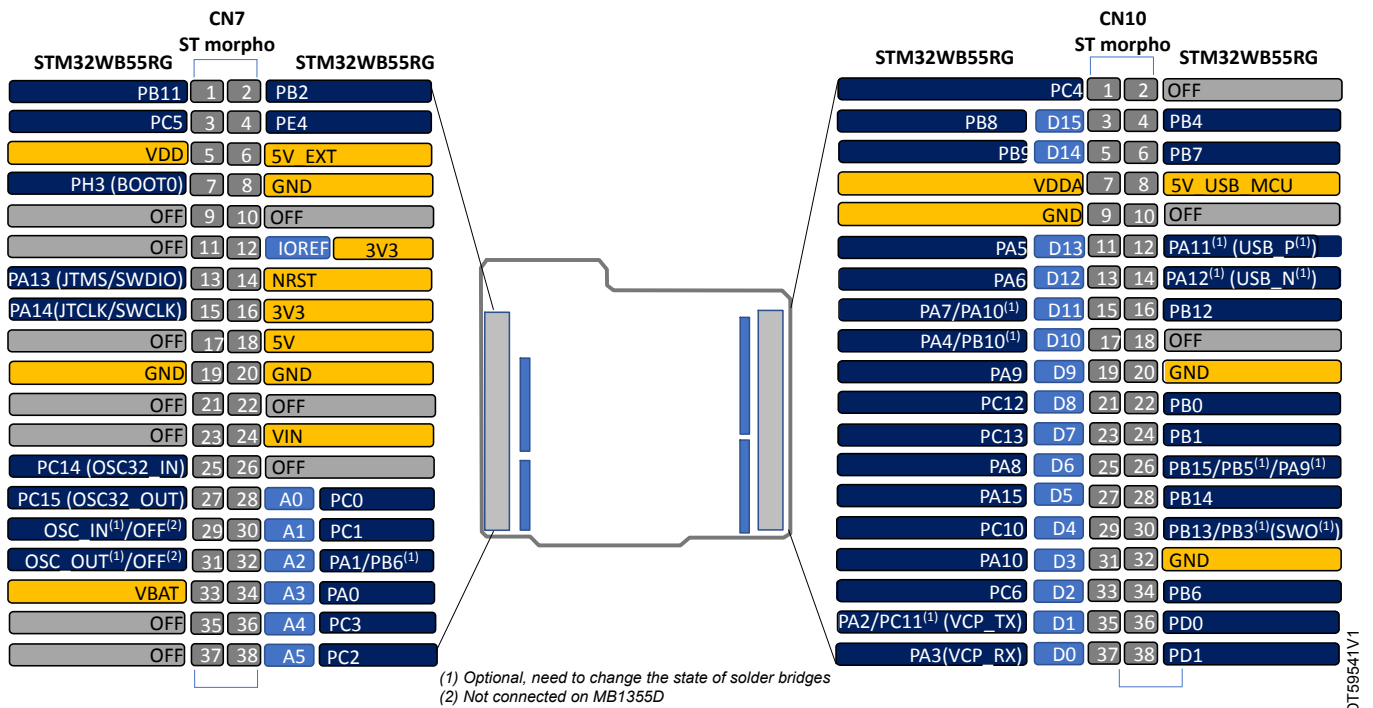 CN7
ST morpho
STM32WB55RG STM32WB55RG
PB11 1 2 PB2
PC5 3 4 PE4
VDD 5 6 5V_EXT
PH3 (BOOT0) 7 8 GND
OFF 9 10 OFF
OFF 11 12 IOREF 3V3
PA13 (JTMS/SWDIO) 13 14 NRST
PA14(JTCLK/SWCLK) 15 16 3V3
OFF 17 18 5V
GND 19 20 GND
OFF 21 22 OFF
OFF 23 24 VIN
PC14 (OSC32_IN) 25 26 OFF
PC15 (OSC32_OUT) 27 28 A0 PC0
OSC_IN(1)/OFF(2) 29 30 A1 PC1
OSC_OUT(1)/OFF(2) 31 32 A2 PA1/PB6(1)
VBAT 33 34 A3 PA0
OFF 35 36 A4 PC3
OFF 37 38 A5 PC2
CN10
ST morpho
STM32WB55RG STM32WB55RG
PC4 1 2 OFF
PB8 D15 3 4 PB4
PB9 D14 5 6 PB7
VDDA 7 8 5V_USB_MCU
GND 9 10 OFF
PA5 D13 11 12 PA11(1) (USB_P(1))
PA6 D12 13 14 PA12(1) (USB_N(1))
PA7/PA10(1) D11 15 16 PB12
PA4/PB10(1) D10 17 18 OFF
PA9 D9 19 20 GND
PC12 D8 21 22 PB0
PC13 D7 23 24 PB1
PA8 D6 25 26 PB15/PB5(1)/PA9(1)
PA15 D5 27 28 PB14
PC10 D4 29 30 PB13/PB3(1)(SWO(1))
PA10 D3 31 32 GND
PC6 D2 33 34 PB6
PA2/PC11(1) (VCP_TX) D1 35 36 PD0
PA3(VCP_RX) D0 37 38 PD1
(1) Optional, need to change the state of solder bridges
(2) Not connected on MB1355D
DT59541V1